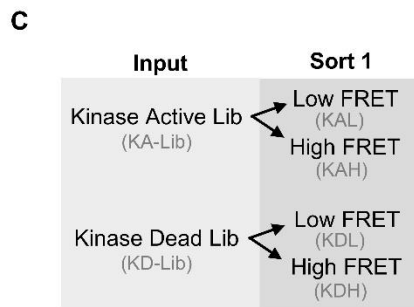 C
Input
Sort 1
Kinase Active Lib
(KA-Lib)
Low FRET
(KAL)
High FRET
(KAH)
Kinase Dead Lib
(KD-Lib)
Low FRET
(KDL)
High FRET
(KDH)